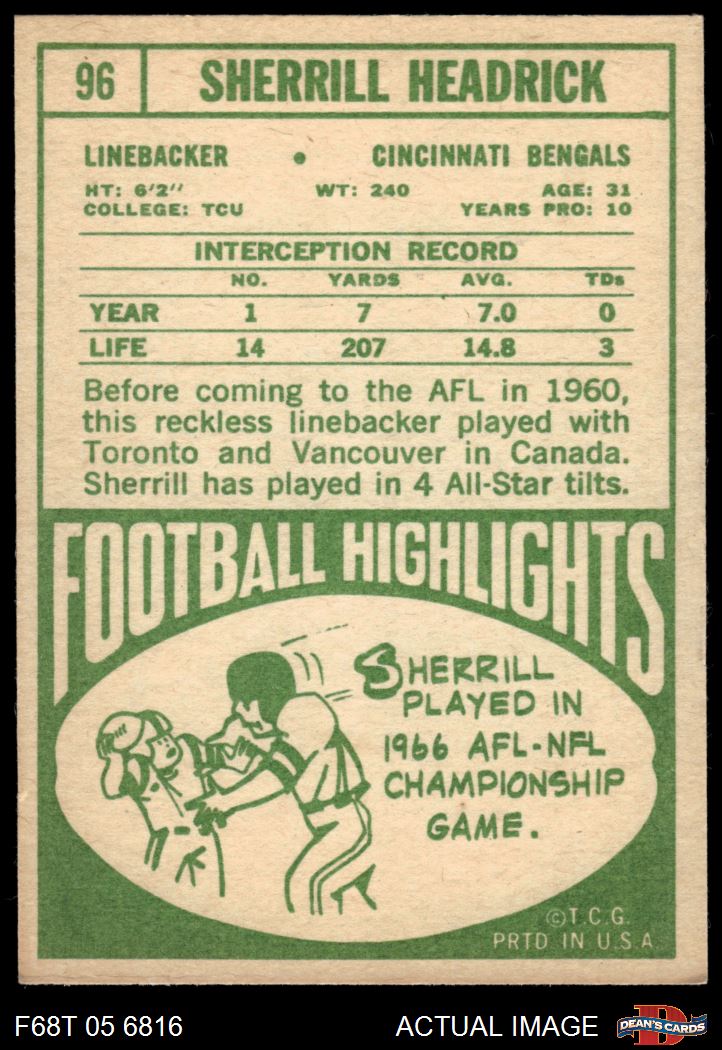 96 SHERRILL HEADRICK
LINEBACKER • CINCINNATI BENGALS
HT: 6'2" WT: 240 AGE: 31
COLLEGE: TCU YEARS PRO: 10
INTERCEPTION RECORD
NO. YARDS AVG. TDs
YEAR 1 7 7.0 0
LIFE 14 207 14.8 3
Before coming to the AFL in 1960,
this reckless linebacker played with
Toronto and Vancouver in Canada.
Sherrill has played in 4 All-Star tilts.
FOOTBALL HIGHLIGHTS
SHERRILL
PLAYED IN
1966 AFL-NFL
CHAMPIONSHIP
GAME.
©T.C.G.
PRTD IN U.S.A.
F68T 05 6816 ACTUAL IMAGE D DEAN'S CARDS